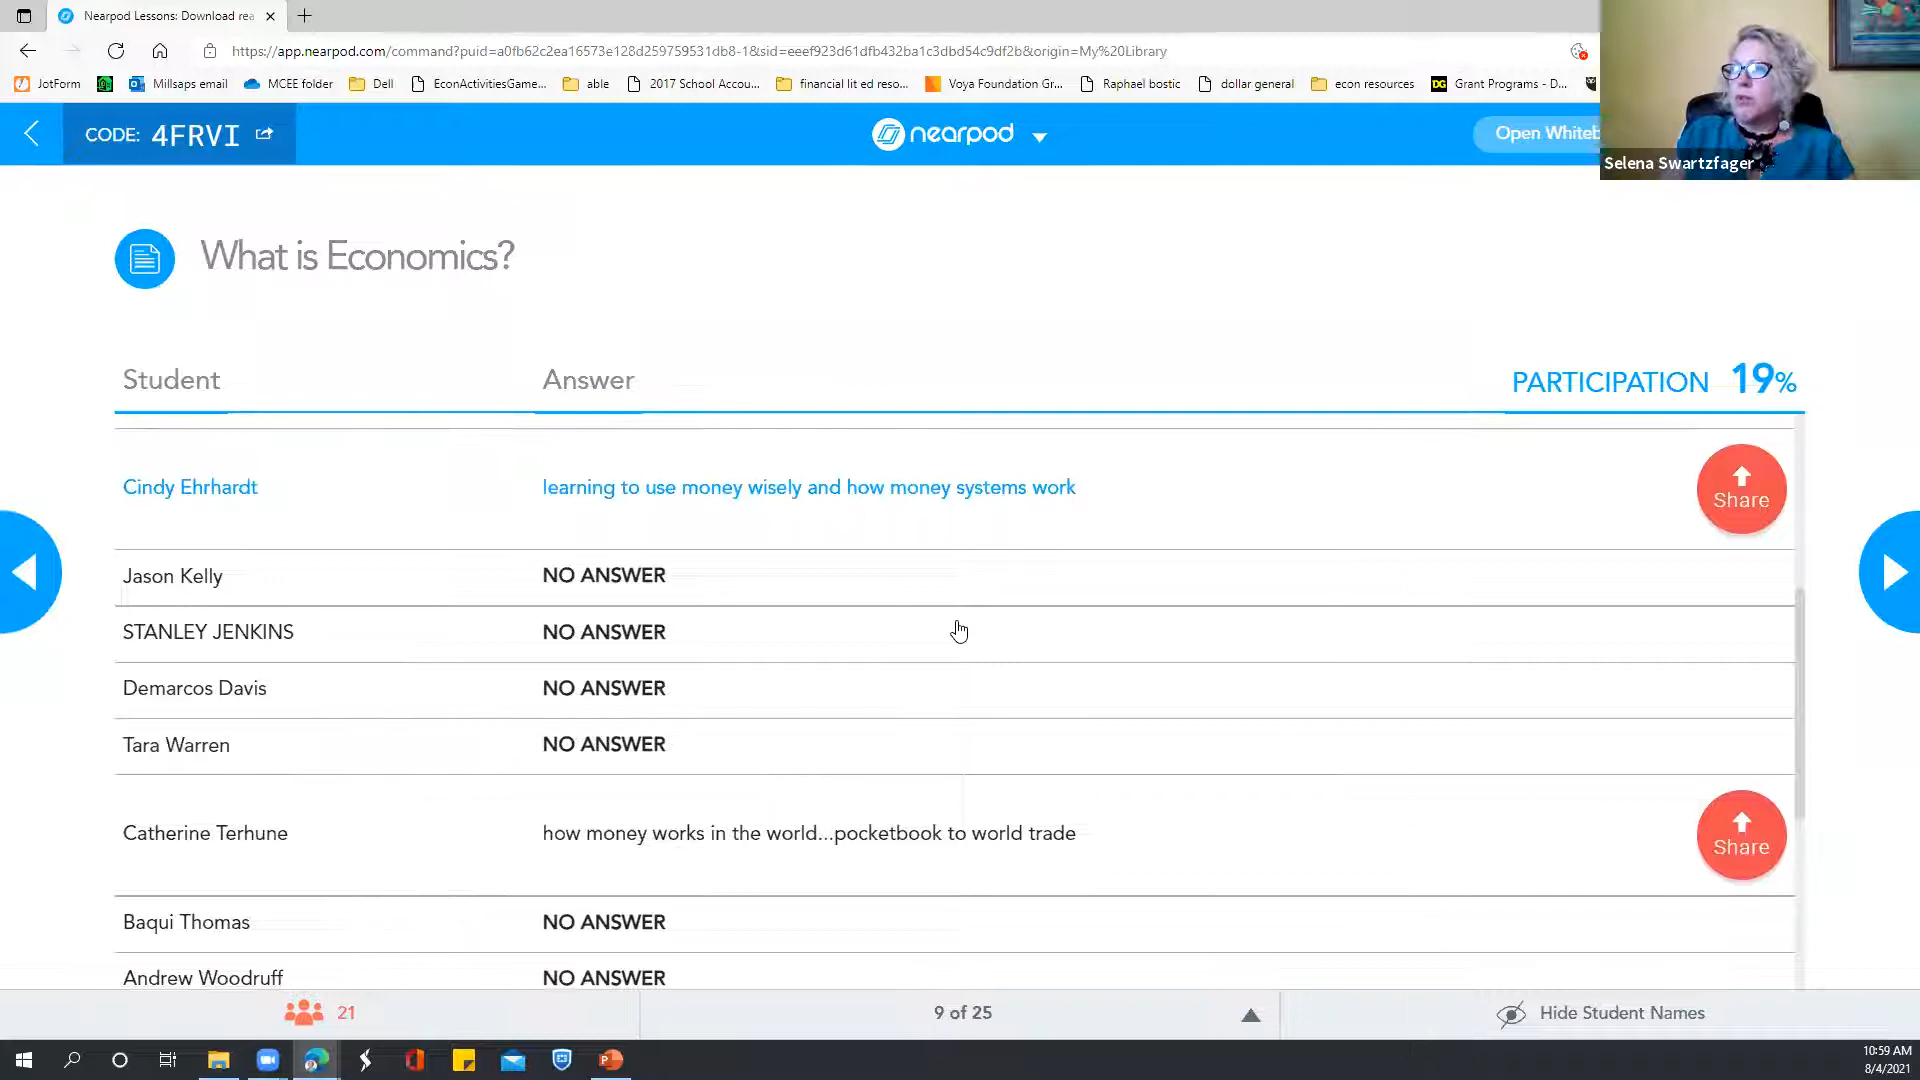 Nearpod Lessons: Download rea
https://app.nearpod.com/command?puid=a0fb62c2ea16573e128d259759531db8-1&sid=eeef923d61dfb432ba1c3dbd54c9df2b&origin=My%20Library
JotForm Millsaps email MCEE folder Dell EconActivitiesGame... able 2017 School Accou... financial lit ed reso... Voya Foundation Gr... Raphael bostic dollar general econ resources DG Grant Programs - D...
CODE: 4FRVI nearpod Open Whiteb
Selena Swartzfager
What is Economics?
Student Answer PARTICIPATION 19%
Cindy Ehrhardt learning to use money wisely and how money systems work Share
Jason Kelly NO ANSWER
STANLEY JENKINS NO ANSWER
Demarcos Davis NO ANSWER
Tara Warren NO ANSWER
Catherine Terhune how money works in the world...pocketbook to world trade Share
Baqui Thomas NO ANSWER
Andrew Woodruff NO ANSWER
21 9 of 25 Hide Student Names
10:59 AM
8/4/2021